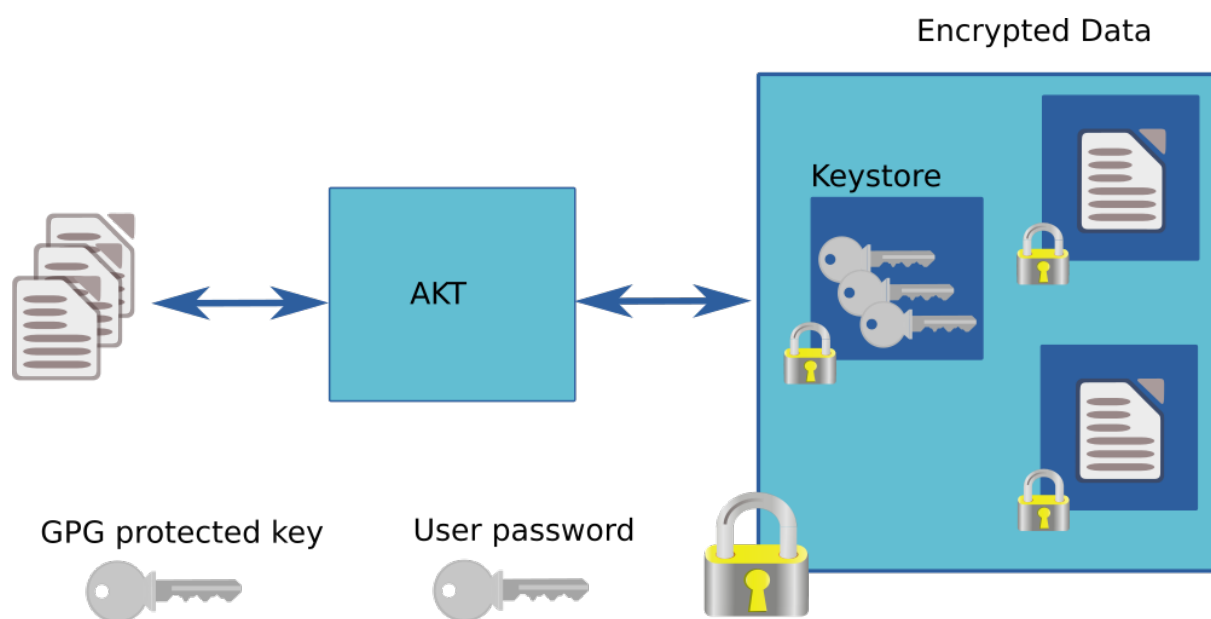 Encrypted Data
Keystore
AKT
GPG protected key
User password